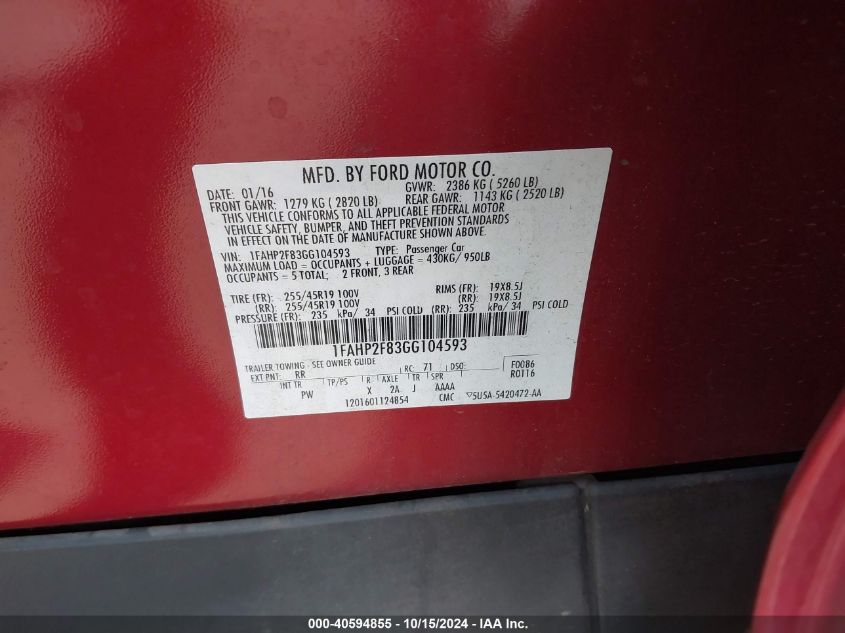 MFD. BY FORD MOTOR CO.
DATE: 01/16 GVWR: 2386 KG ( 5260 LB)
FRONT GAWR: 1279 KG ( 2820 LB) REAR GAWR: 1143 KG ( 2520 LB)
THIS VEHICLE CONFORMS TO ALL APPLICABLE FEDERAL MOTOR
VEHICLE SAFETY, BUMPER, AND THEFT PREVENTION STANDARDS
IN EFFECT ON THE DATE OF MANUFACTURE SHOWN ABOVE.
VIN: 1FAHP2F83GG104593 TYPE: Passenger Car
MAXIMUM LOAD = OCCUPANTS + LUGGAGE = 430KG/ 950LB
OCCUPANTS = 5 TOTAL; 2 FRONT, 3 REAR
TIRE (FR): 255/45R19 100V RIMS (FR): 19X8.5J
(RR): 255/45R19 100V (RR): 19X8.5J
PRESSURE (FR): 235 kPa/ 34 PSI COLD (RR): 235 kPa/ 34 PSI COLD
1FAHP2F83GG104593
TRAILER TOWING - SEE OWNER GUIDE
EXT PNT: RR RC: 71 DSO: F0086
R0116
INT TR TP/PS R AXLE TR SPR
PW X 2A J AAAA
1201601124854 CMC ▽5U5A-5420472-AA
000-40594855 - 10/15/2024 - IAA Inc.